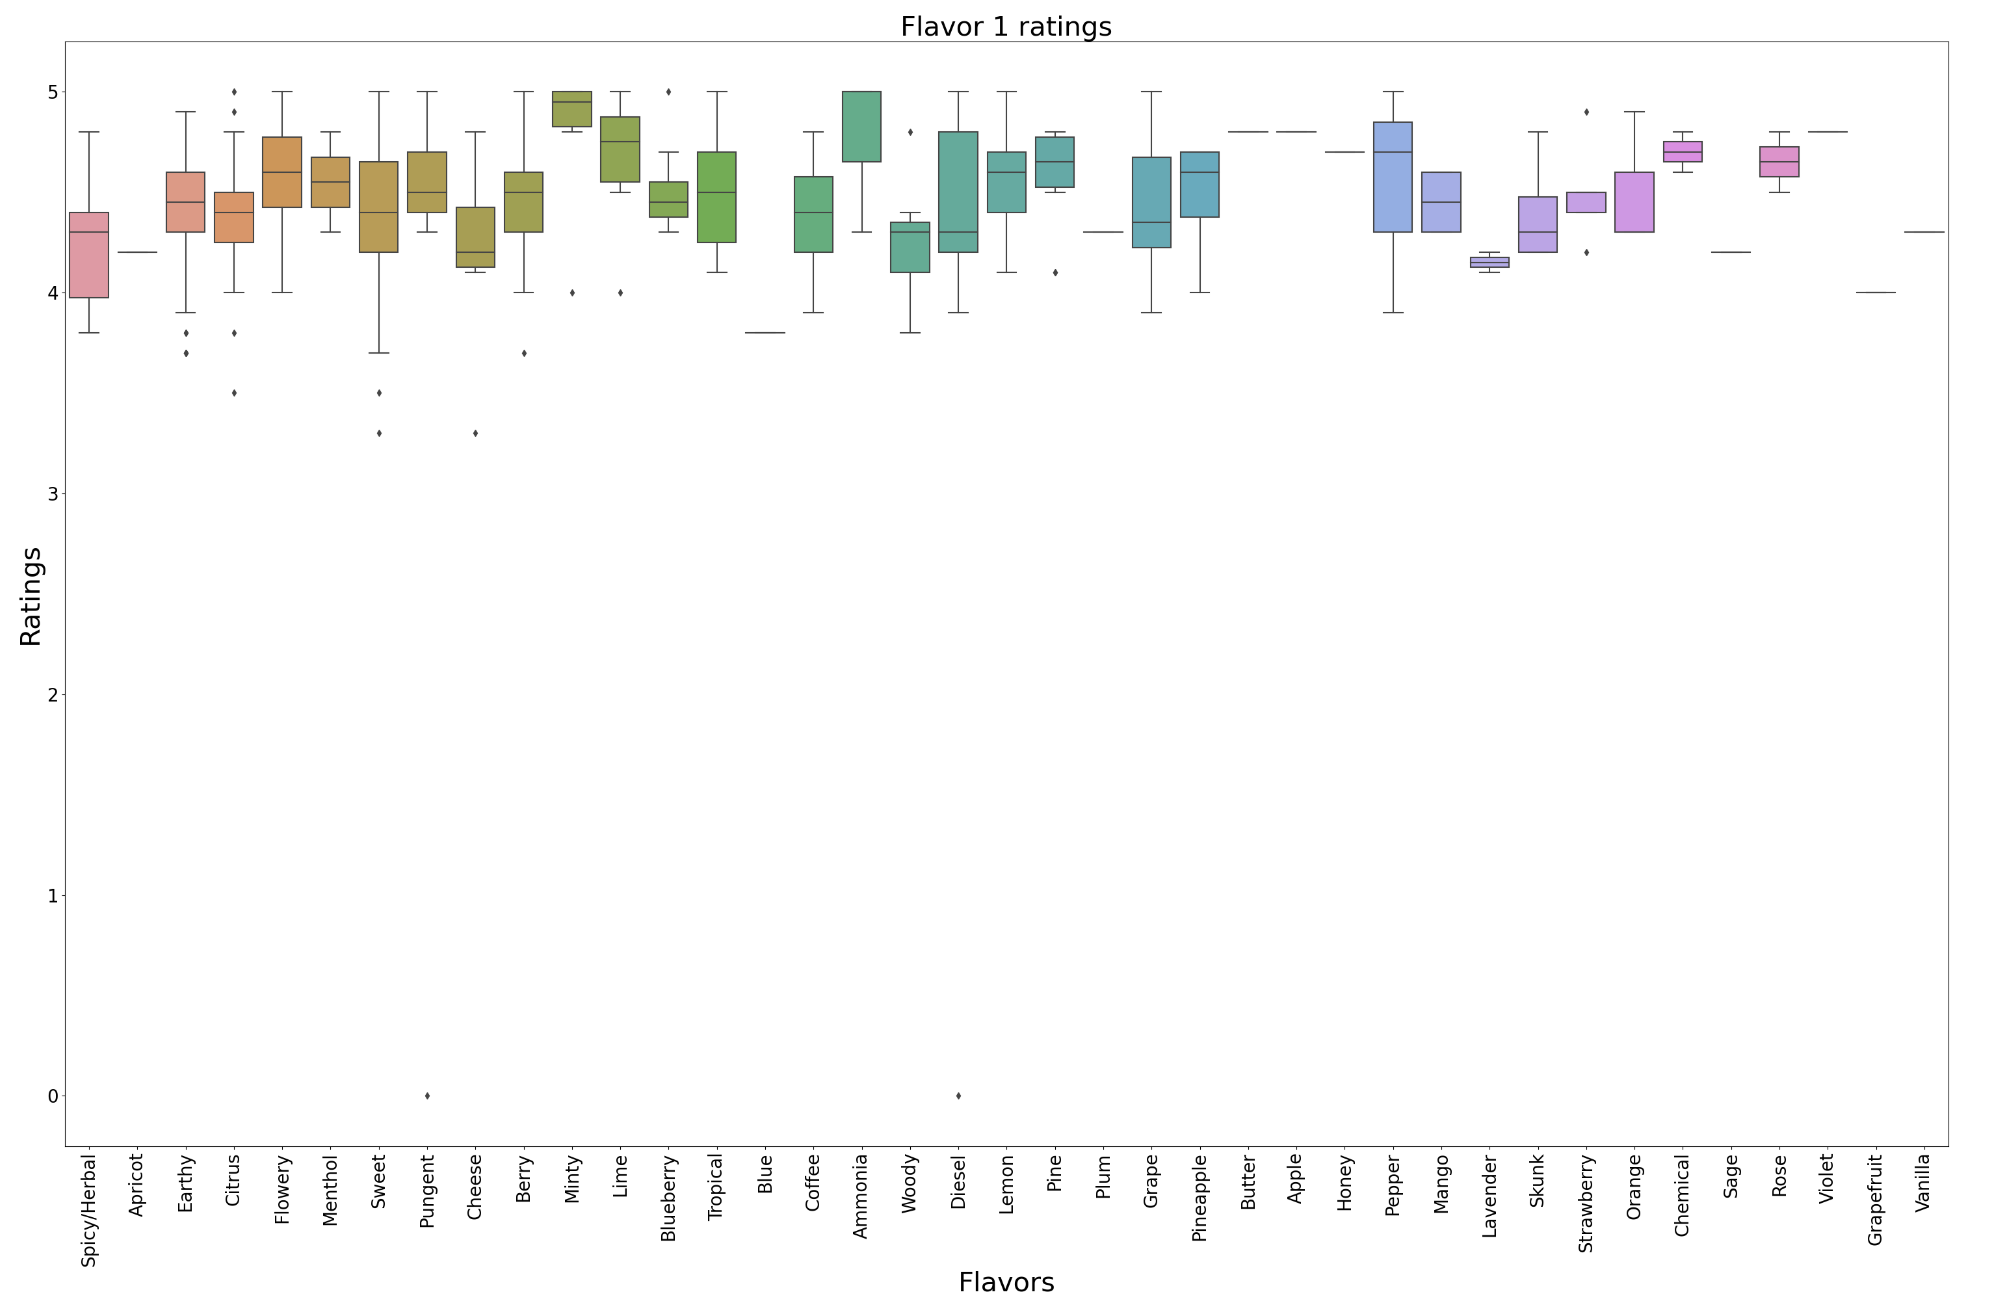 Flavor 1 ratings
Ratings
5
4
3
2
1
0
Spicy/Herbal
Apricot
Earthy
Citrus
Flowery
Menthol
Sweet
Pungent
Cheese
Berry
Minty
Lime
Blueberry
Tropical
Blue
Coffee
Ammonia
Woody
Diesel
Lemon
Pine
Plum
Grape
Pineapple
Butter
Apple
Honey
Pepper
Mango
Lavender
Skunk
Strawberry
Orange
Chemical
Sage
Rose
Violet
Grapefruit
Vanilla
Flavors